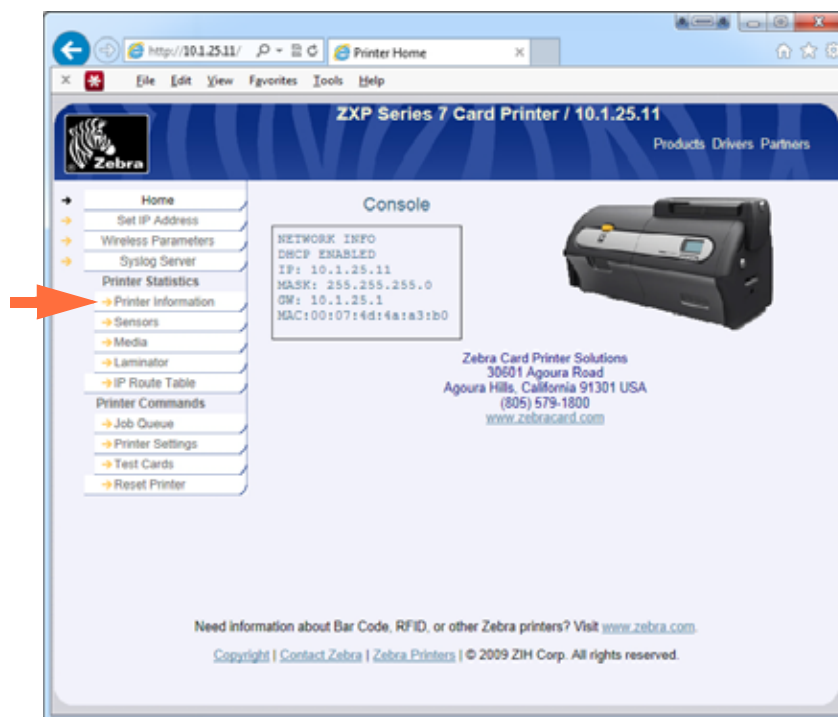 http://10.1.25.11/
Printer Home
File Edit View Favorites Tools Help
ZXP Series 7 Card Printer / 10.1.25.11
Products Drivers Partners
Zebra
Home
Set IP Address
Wireless Parameters
Syslog Server
Printer Statistics
Printer Information
Sensors
Media
Laminator
IP Route Table
Printer Commands
Job Queue
Printer Settings
Test Cards
Reset Printer
Console
NETWORK INFO
DHCP ENABLED
IP: 10.1.25.11
MASK: 255.255.255.0
GW: 10.1.25.1
MAC:00:07:4d:4a:a3:b0
Zebra Card Printer Solutions
30601 Agoura Road
Agoura Hills, California 91301 USA
(805) 579-1800
www.zebracard.com
Need information about Bar Code, RFID, or other Zebra printers? Visit www.zebra.com.
Copyright | Contact Zebra | Zebra Printers | © 2009 ZIH Corp. All rights reserved.